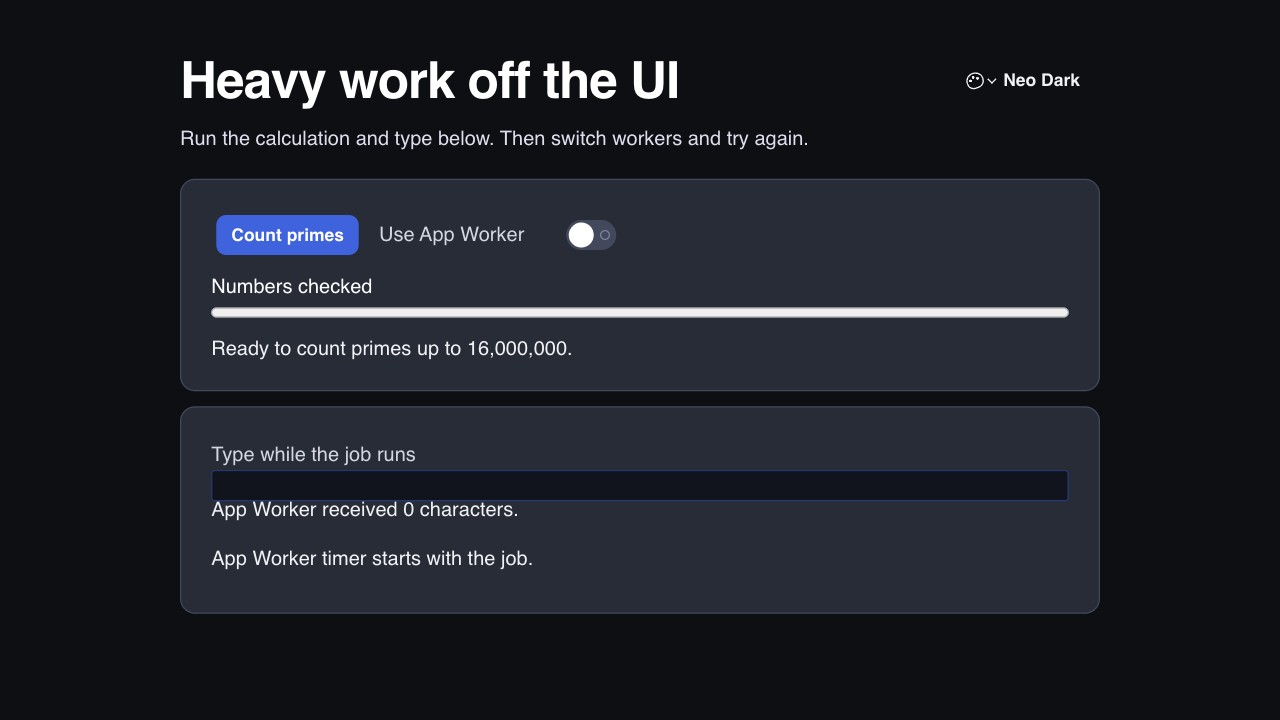 Heavy work off the UI
Neo Dark
Run the calculation and type below. Then switch workers and try again.
Count primes
Use App Worker
Numbers checked
Ready to count primes up to 16,000,000.
Type while the job runs
App Worker received 0 characters.
App Worker timer starts with the job.